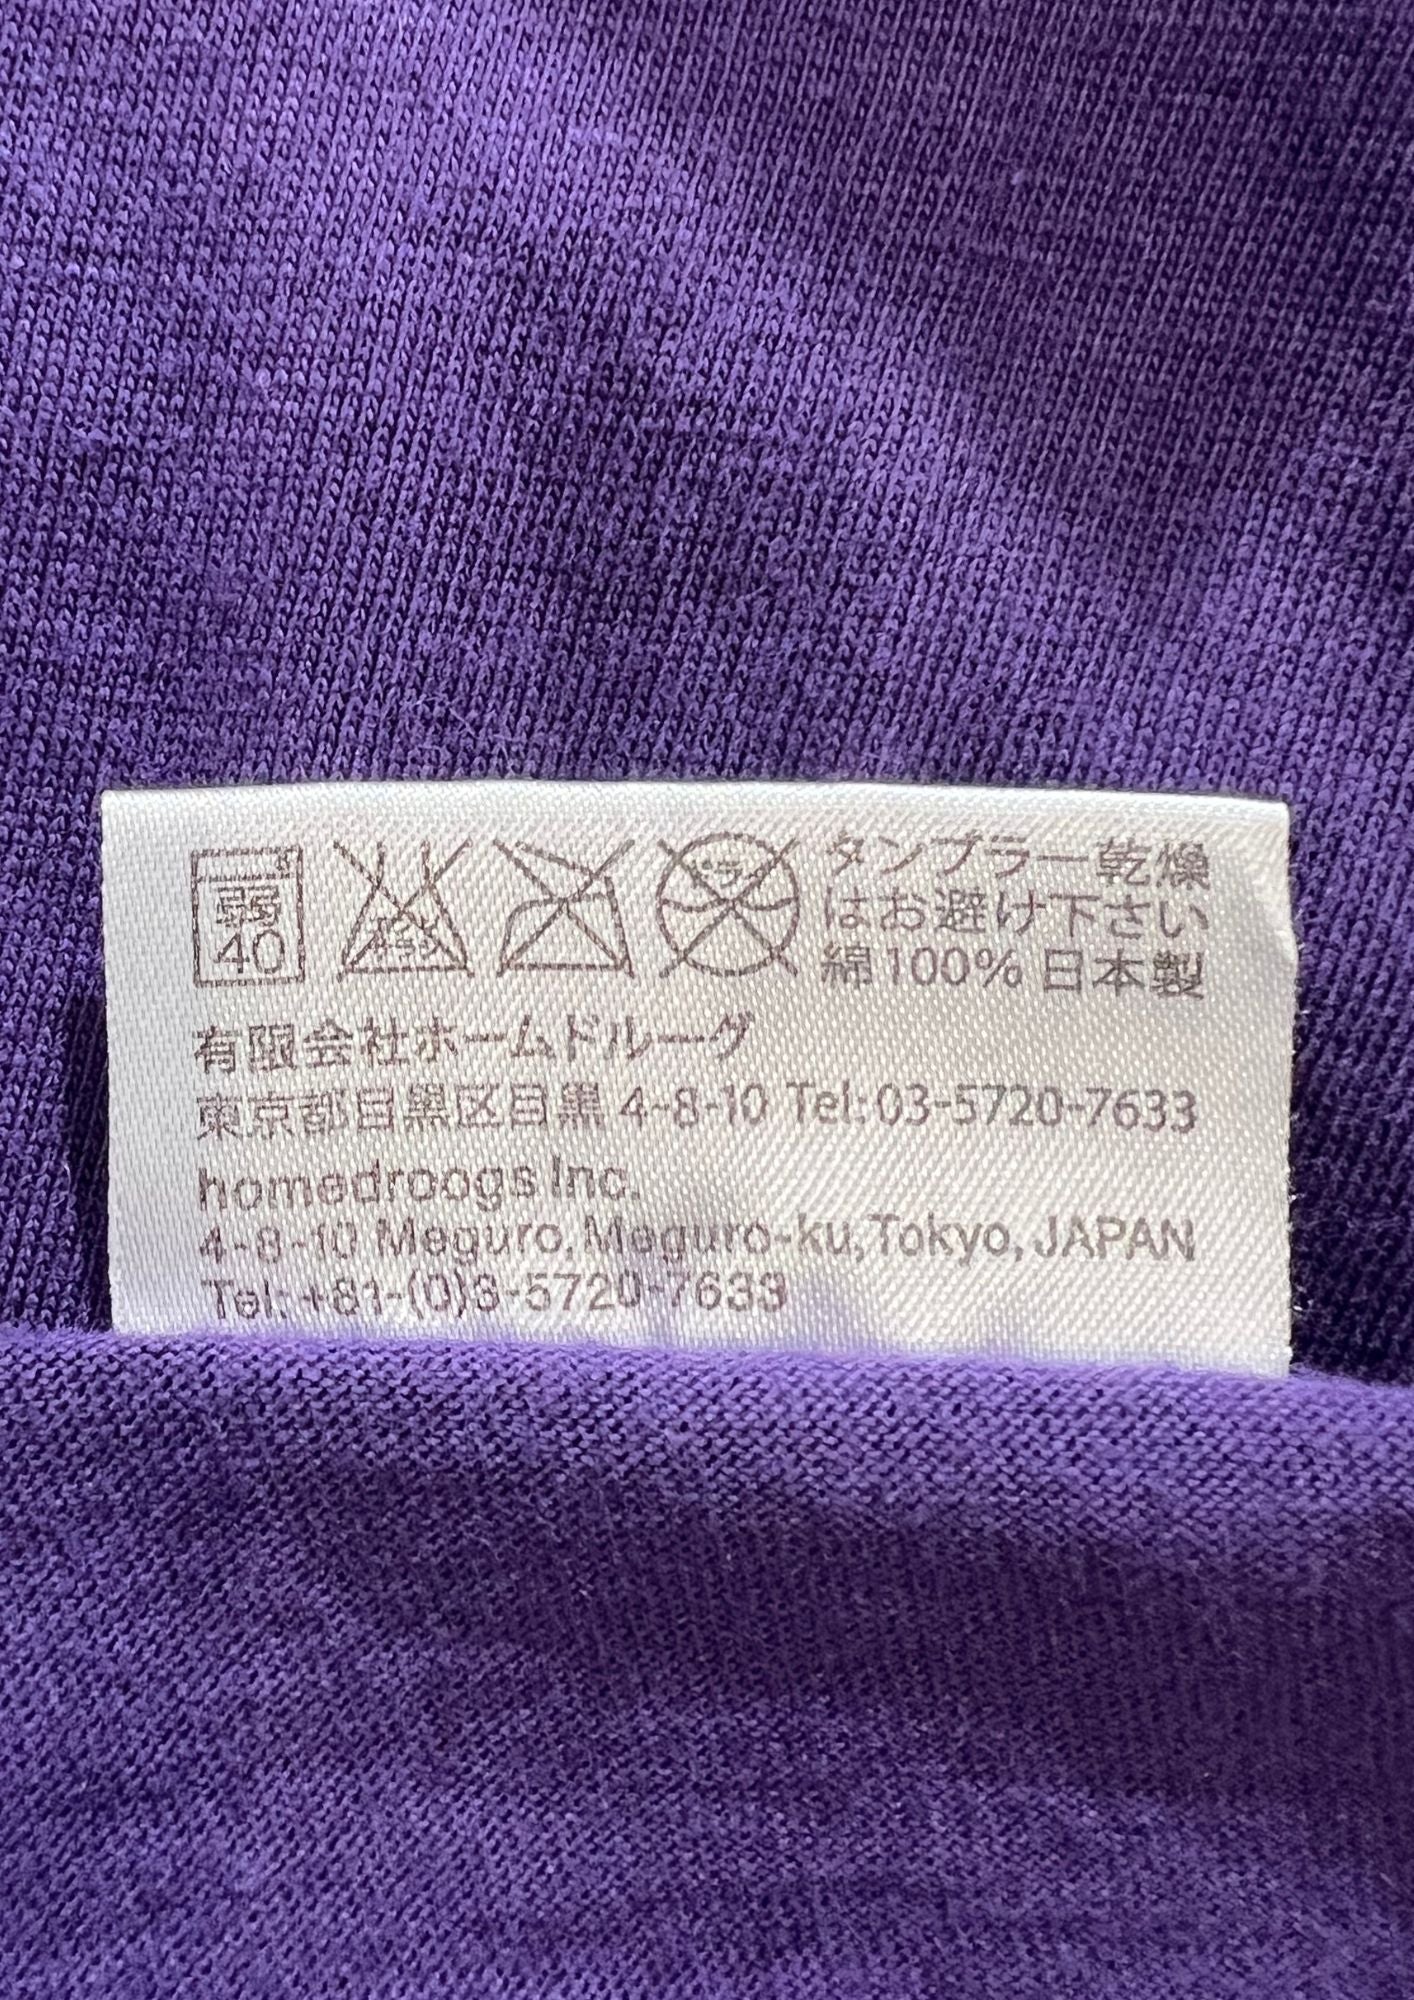 弱
40
タンブラー乾燥
はお避け下さい
綿100% 日本製
有限会社ホームドルーグ
東京都目黒区目黒 4-8-10 Tel:03-5720-7633
homedroogs Inc.
4-8-10 Meguro, Meguro-ku, Tokyo, JAPAN
Tel:+81-(0)3-5720-7633